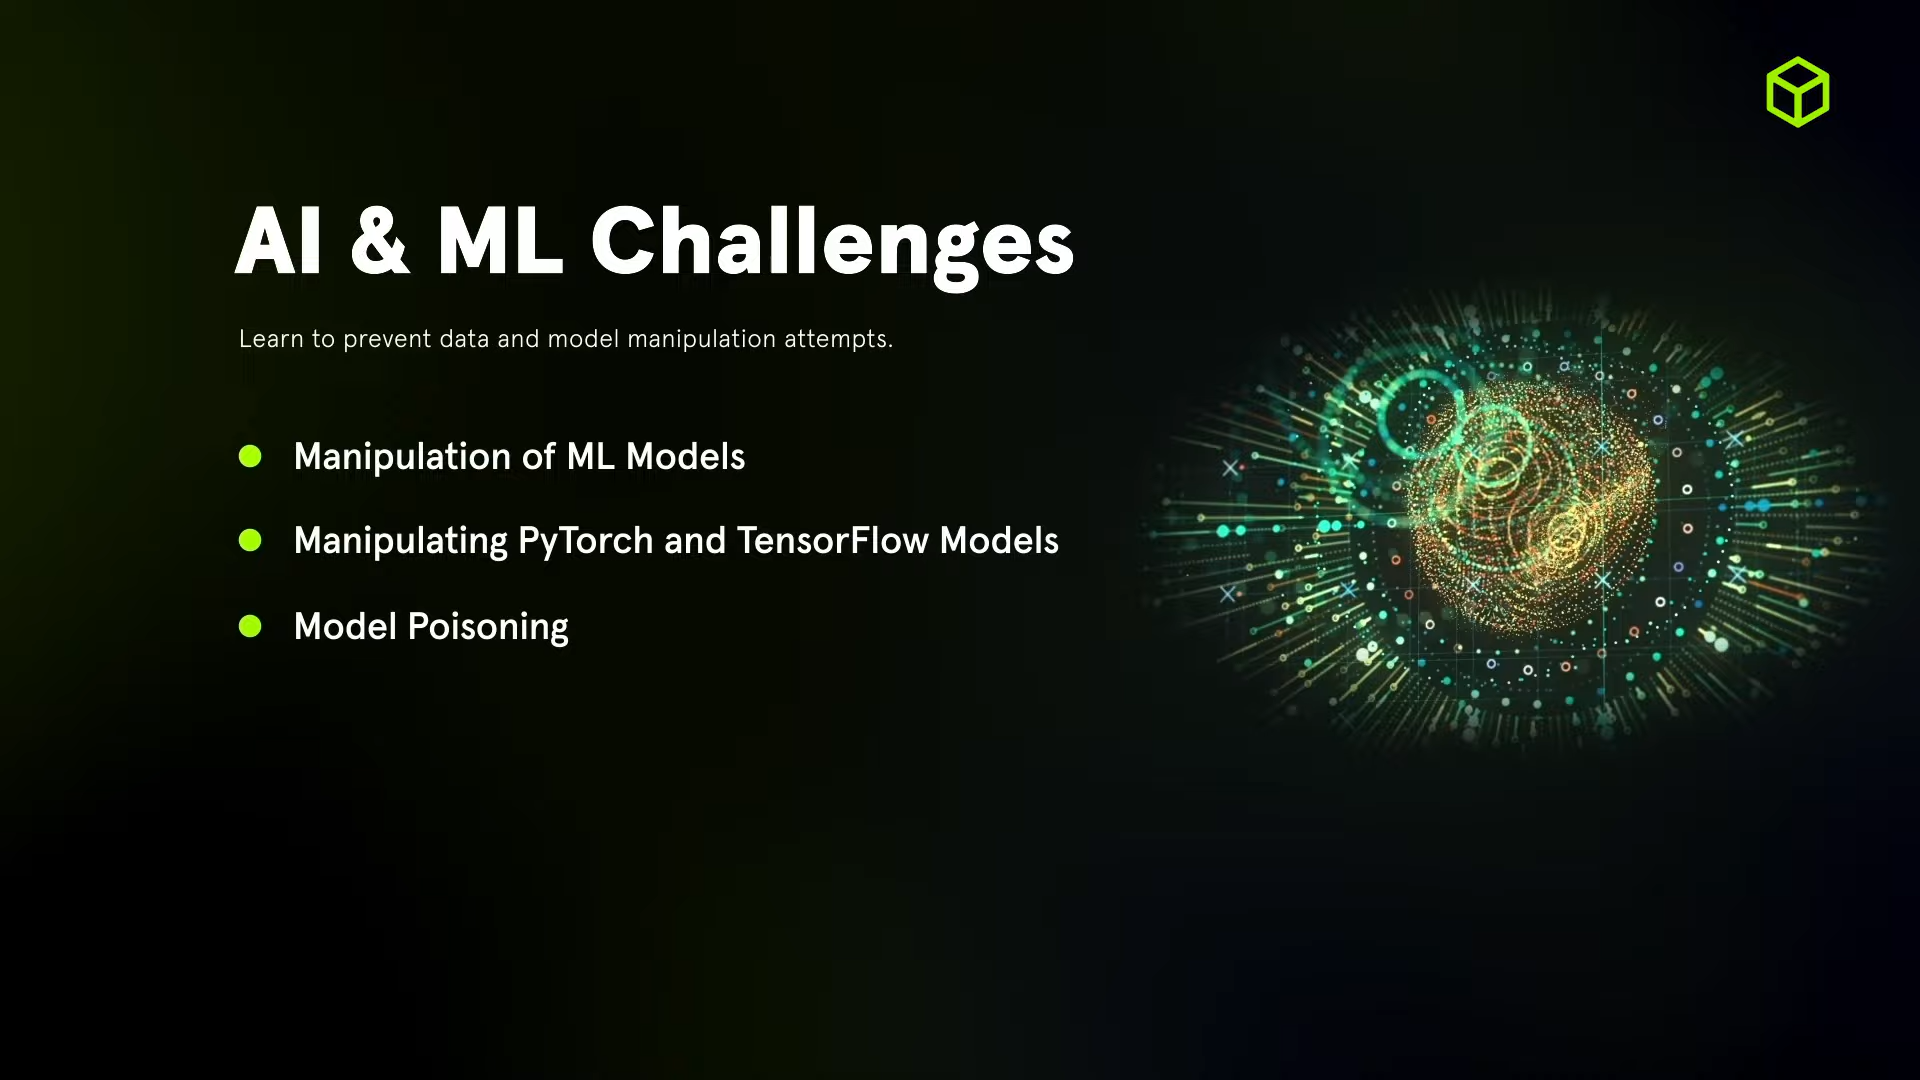 AI & ML Challenges
Learn to prevent data and model manipulation attempts.
Manipulation of ML Models
Manipulating PyTorch and TensorFlow Models
Model Poisoning